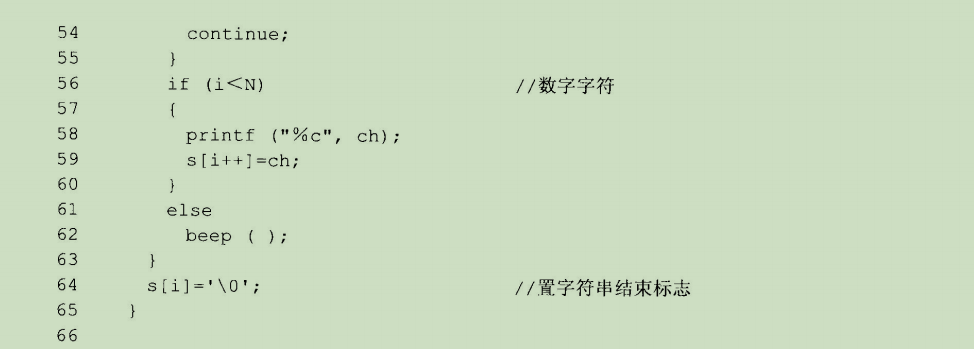 54 continue;
55 }
56 if (i<N) //数字字符
57 {
58 printf ("%c", ch);
59 s[i++]=ch;
60 }
61 else
62 beep ( );
63 }
64 s[i]='\0'; //置字符串结束标志
65 }
66